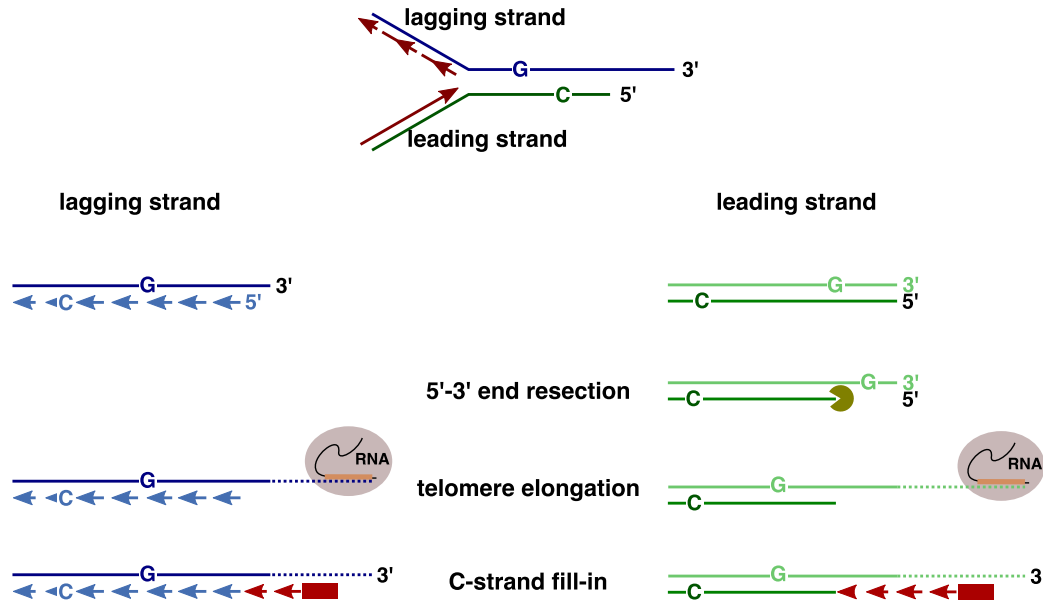 lagging strand
G 3'
C 5'
leading strand
lagging strand
leading strand
G 3'
C 5'
G 3'
C 5'
5'-3' end resection
G 3'
C 5'
RNA
G
C
telomere elongation
RNA
G
C
G 3'
C
C-strand fill-in
G 3
C